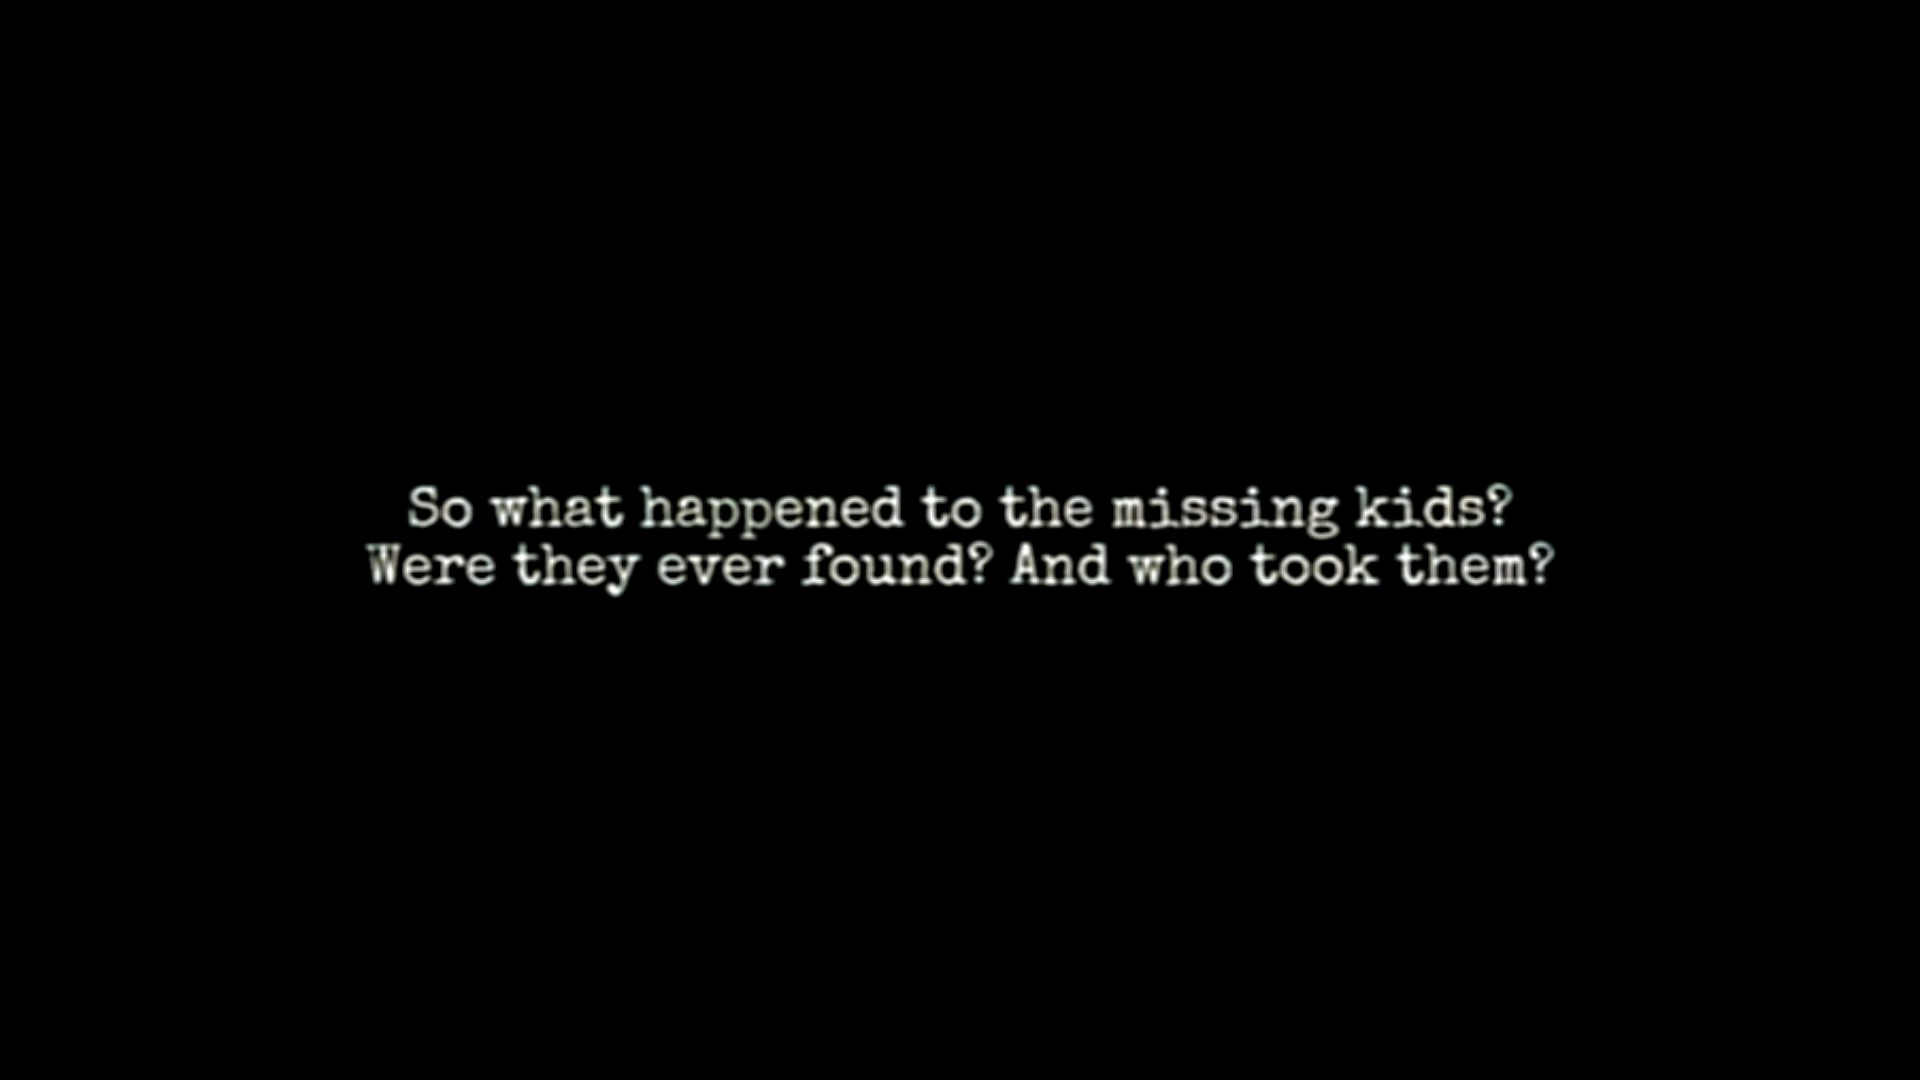 So what happened to the missing kids?
Were they ever found? And who took them?